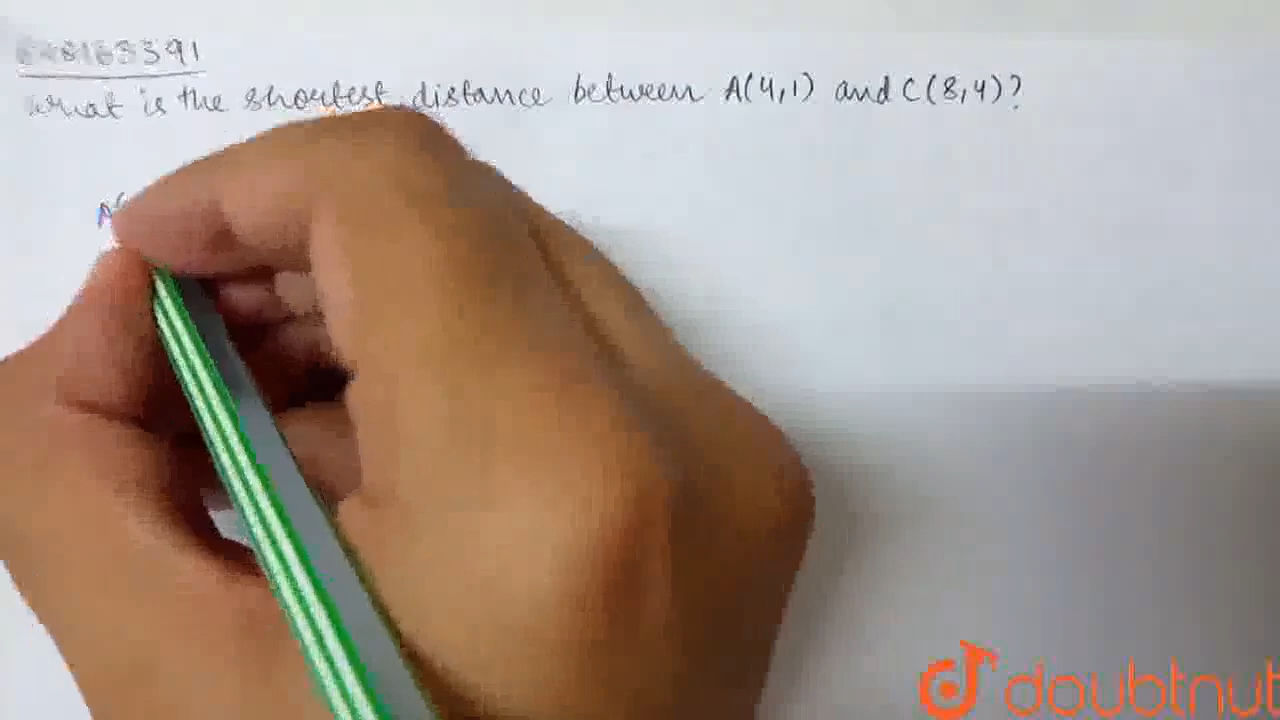 what is the shortest distance between A(4,1) and C(8,4)?
doubtnut